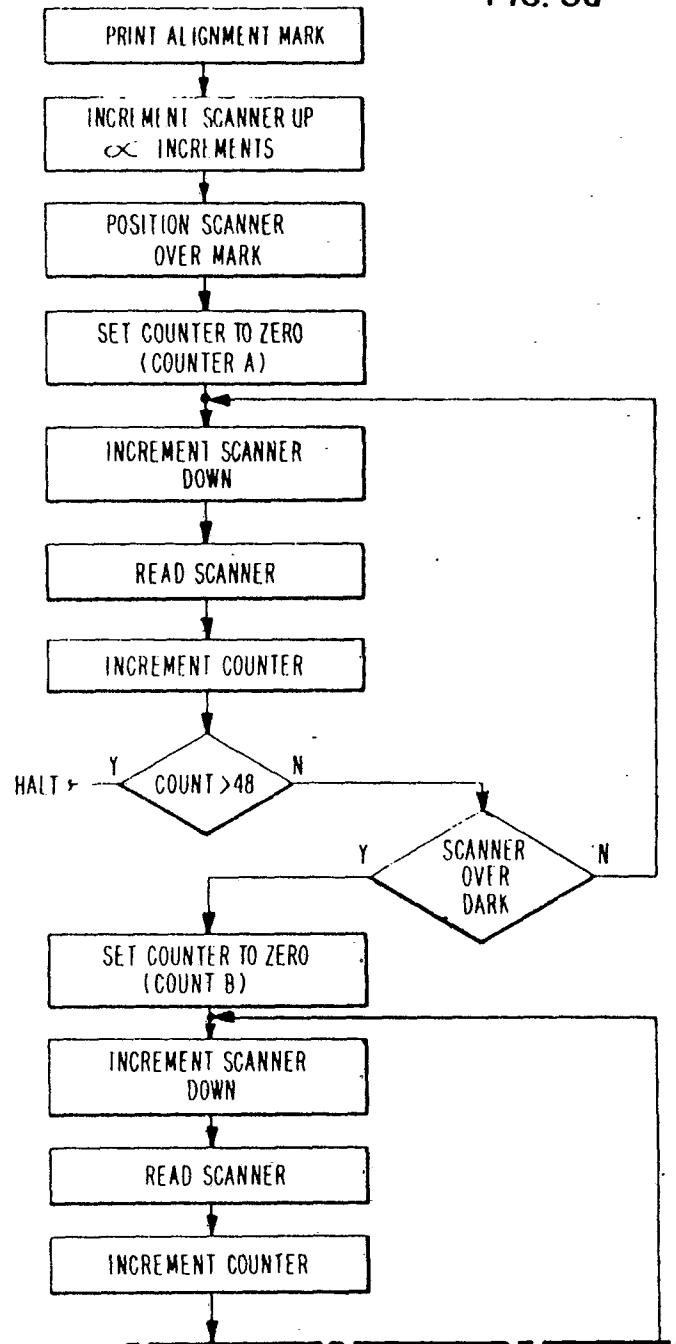 PRINT ALIGNMENT MARK
INCREMENT SCANNER UP
∝ INCREMENTS
POSITION SCANNER
OVER MARK
SET COUNTER TO ZERO
(COUNTER A)
INCREMENT SCANNER
DOWN
READ SCANNER
INCREMENT COUNTER
HALT Y COUNT >48 N
Y SCANNER N
OVER
DARK
SET COUNTER TO ZERO
(COUNT B)
INCREMENT SCANNER
DOWN
READ SCANNER
INCREMENT COUNTER